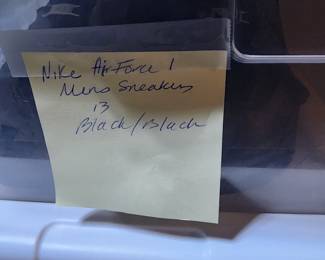 Nike Air Force 1
Mens Sneakers
13
Black/Black